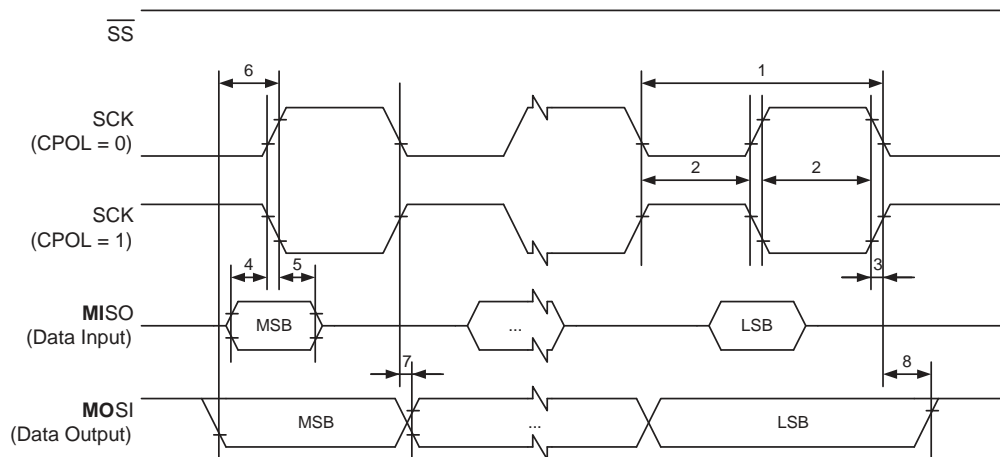 SS
6
1
SCK
(CPOL = 0)
2
2
SCK
(CPOL = 1)
4
5
3
MISO
(Data Input)
MSB
...
LSB
7
8
MOSI
(Data Output)
MSB
...
LSB